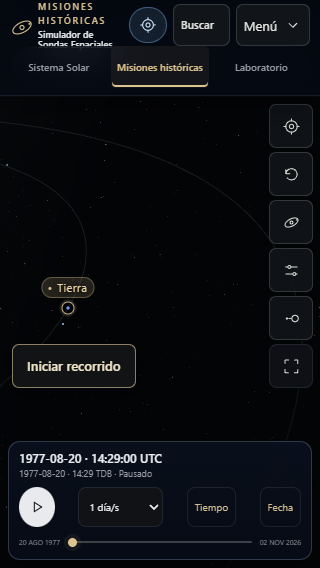 MISIONES
HISTÓRICAS
Simulador de
Sondas Espaciales
Buscar
Menú
Sistema Solar
Misiones históricas
Laboratorio
Tierra
Iniciar recorrido
1977-08-20 · 14:29:00 UTC
1977-08-20 · 14:29 TDB · Pausado
1 día/s
Tiempo
Fecha
20 AGO 1977
02 NOV 2026